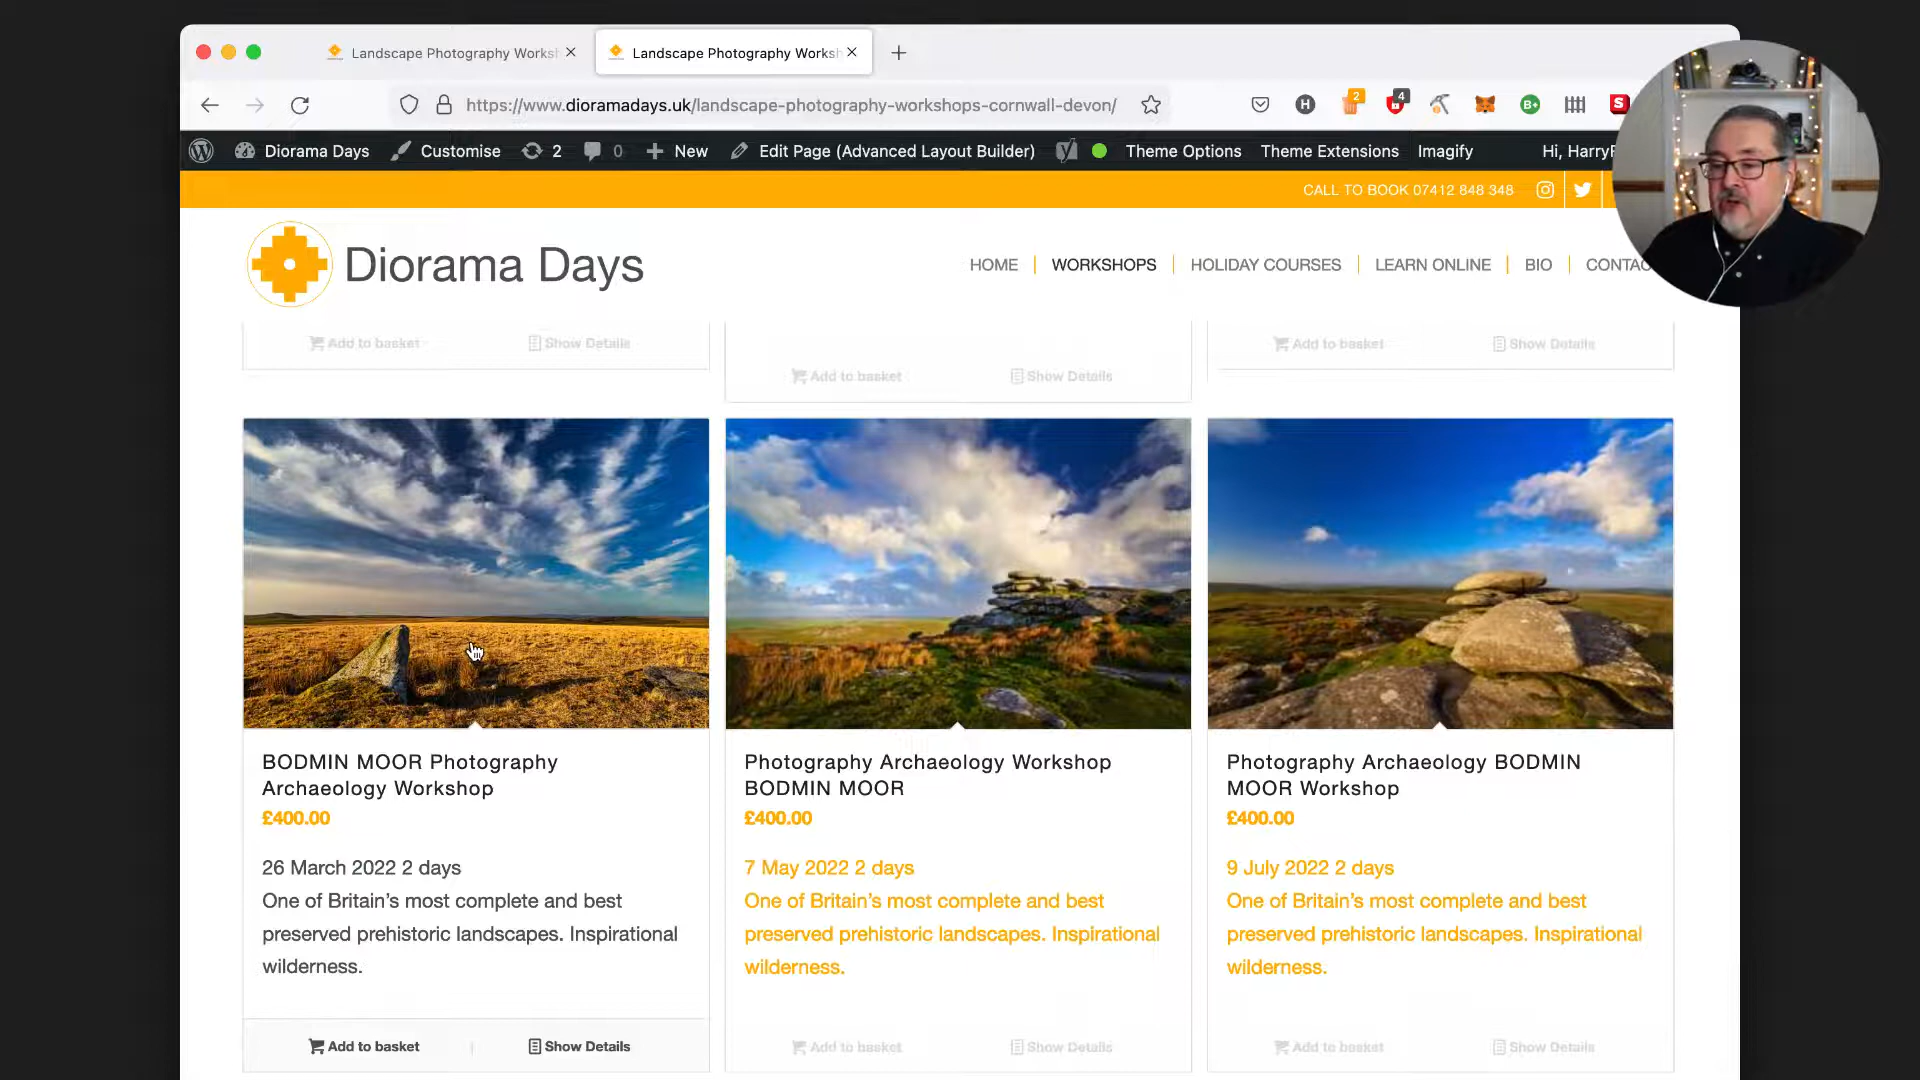 Landscape Photography Worksh
Landscape Photography Worksh
https://www.dioramadays.uk/landscape-photography-workshops-cornwall-devon/
H
2
4
B+
S
Diorama Days
Customise
2
0
New
Edit Page (Advanced Layout Builder)
Theme Options
Theme Extensions
Imagify
Hi, HarryF
CALL TO BOOK 07412 848 348
Diorama Days
HOME
WORKSHOPS
HOLIDAY COURSES
LEARN ONLINE
BIO
CONTAC
Add to basket
Show Details
Add to basket
Show Details
Add to basket
Show Details
BODMIN MOOR Photography
Archaeology Workshop
£400.00
26 March 2022 2 days
One of Britain's most complete and best
preserved prehistoric landscapes. Inspirational
wilderness.
Add to basket
Show Details
Photography Archaeology Workshop
BODMIN MOOR
£400.00
7 May 2022 2 days
One of Britain's most complete and best
preserved prehistoric landscapes. Inspirational
wilderness.
Add to basket
Show Details
Photography Archaeology BODMIN
MOOR Workshop
£400.00
9 July 2022 2 days
One of Britain's most complete and best
preserved prehistoric landscapes. Inspirational
wilderness.
Add to basket
Show Details